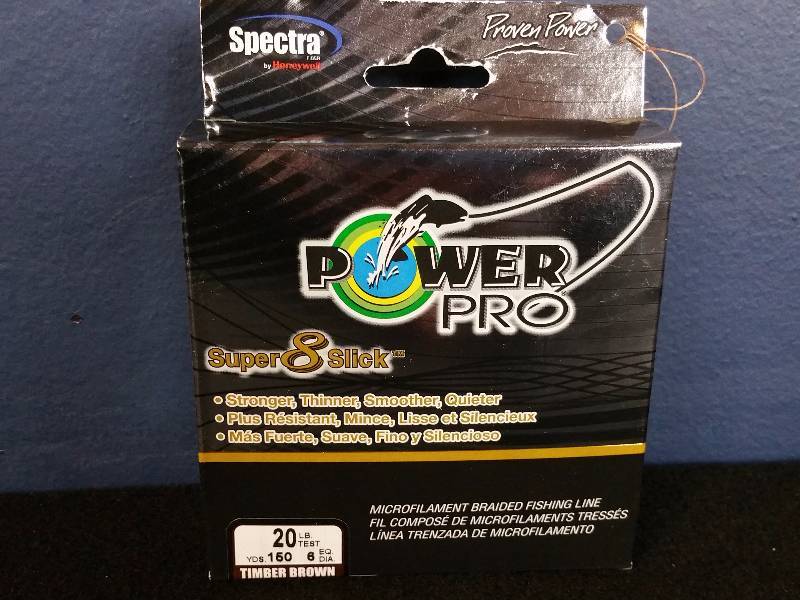 Spectra®
FIBER
by Honeywell
Proven Power
POWER
PRO
Super 8 Slick™
• Stronger, Thinner, Smoother, Quieter
• Plus Résistant, Mince, Lisse et Silencieux
• Más Fuerte, Suave, Fino y Silencioso
MICROFILAMENT BRAIDED FISHING LINE
FIL COMPOSÉ DE MICROFILAMENTS TRESSÉS
LÍNEA TRENZADA DE MICROFILAMENTO
20 LB. TEST
YDS. 150 6 EQ. DIA.
TIMBER BROWN